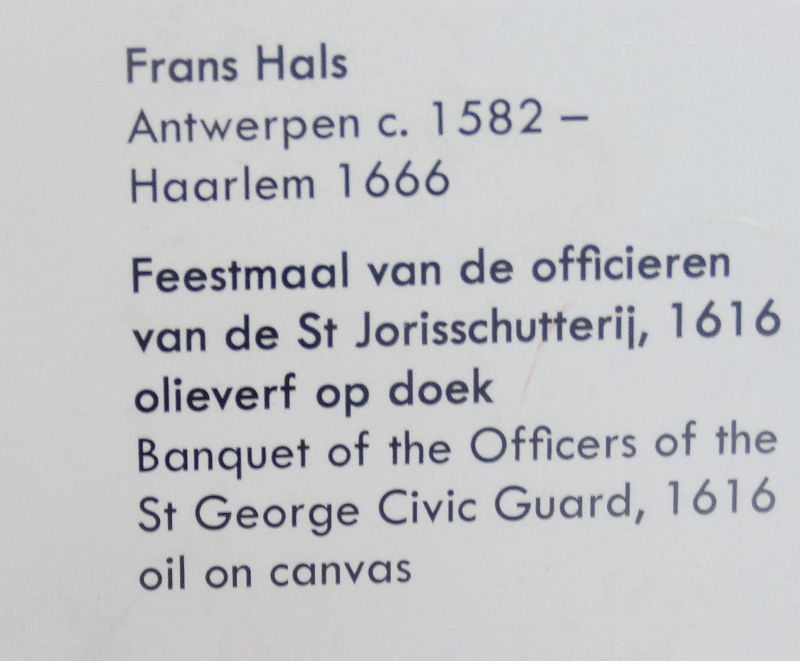 Frans Hals
Antwerpen c. 1582 –
Haarlem 1666
Feestmaal van de officieren
van de St Jorisschutterij, 1616
olieverf op doek
Banquet of the Officers of the
St George Civic Guard, 1616
oil on canvas